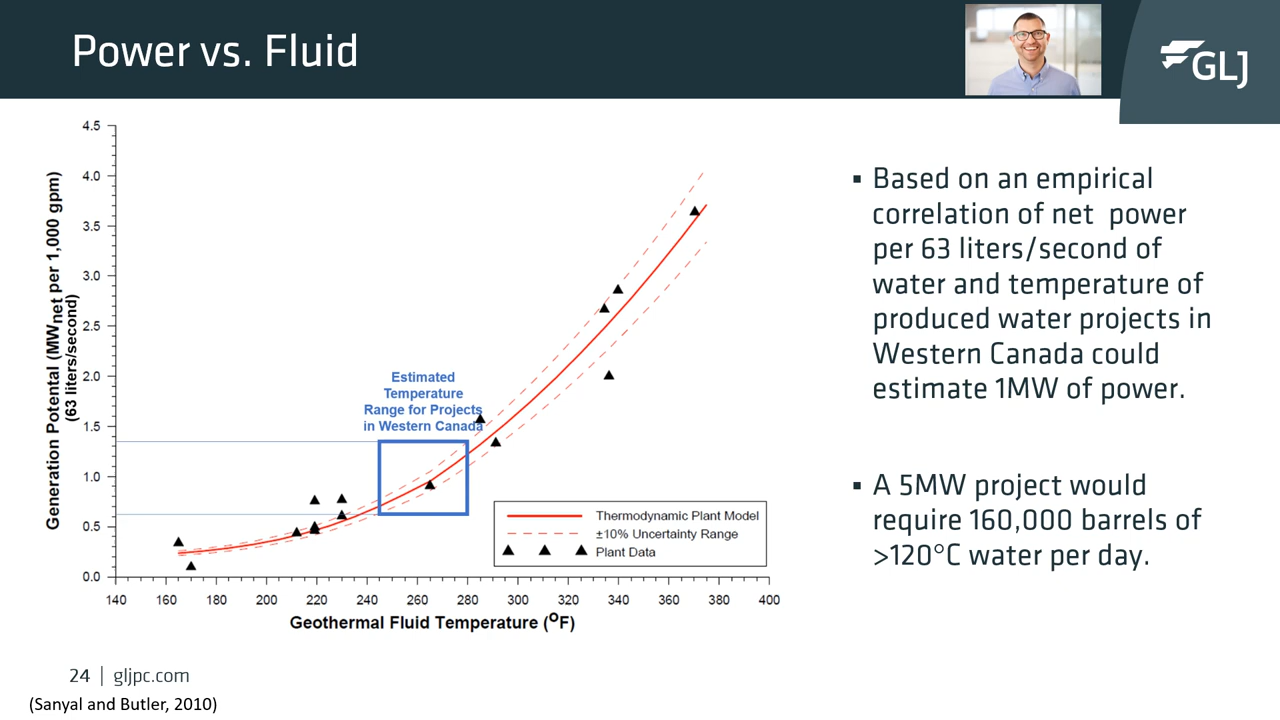 Power vs. Fluid
GLJ
4.5
4.0
3.5
3.0
2.5
2.0
1.5
1.0
0.5
0.0
Generation Potental (MWnet per 1,000 gpm)
(63 liters/second)
Estimated
Temperature
Range for Projects
in Western Canada
Thermodynamic Plant Model
±10% Uncertainty Range
Plant Data
140 160 180 200 220 240 260 280 300 320 340 360 380 400
Geothermal Fluid Temperature (°F)
▪ Based on an empirical
correlation of net power
per 63 liters/second of
water and temperature of
produced water projects in
Western Canada could
estimate 1MW of power.
▪ A 5MW project would
require 160,000 barrels of
>120°C water per day.
24 | gljpc.com
(Sanyal and Butler, 2010)